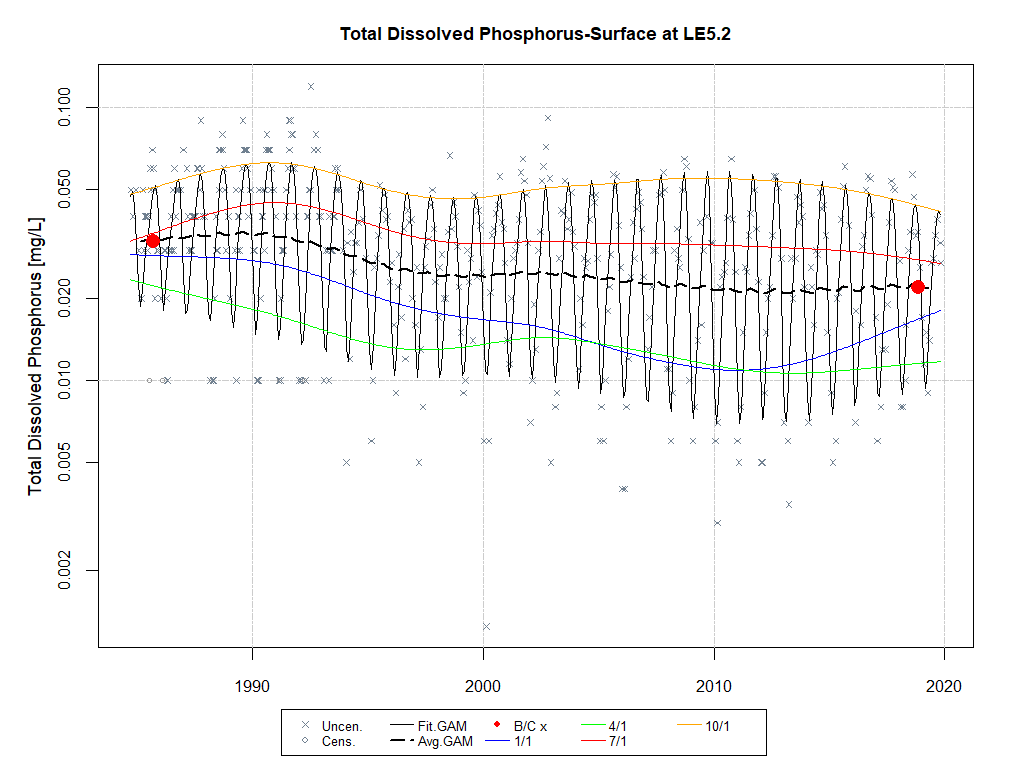 Total Dissolved Phosphorus-Surface at LE5.2
Total Dissolved Phosphorus [mg/L]
0.100
0.050
0.020
0.010
0.005
0.002
1990 2000 2010 2020
Uncen. Fit.GAM B/C x 4/1 10/1
Cens. Avg.GAM 1/1 7/1